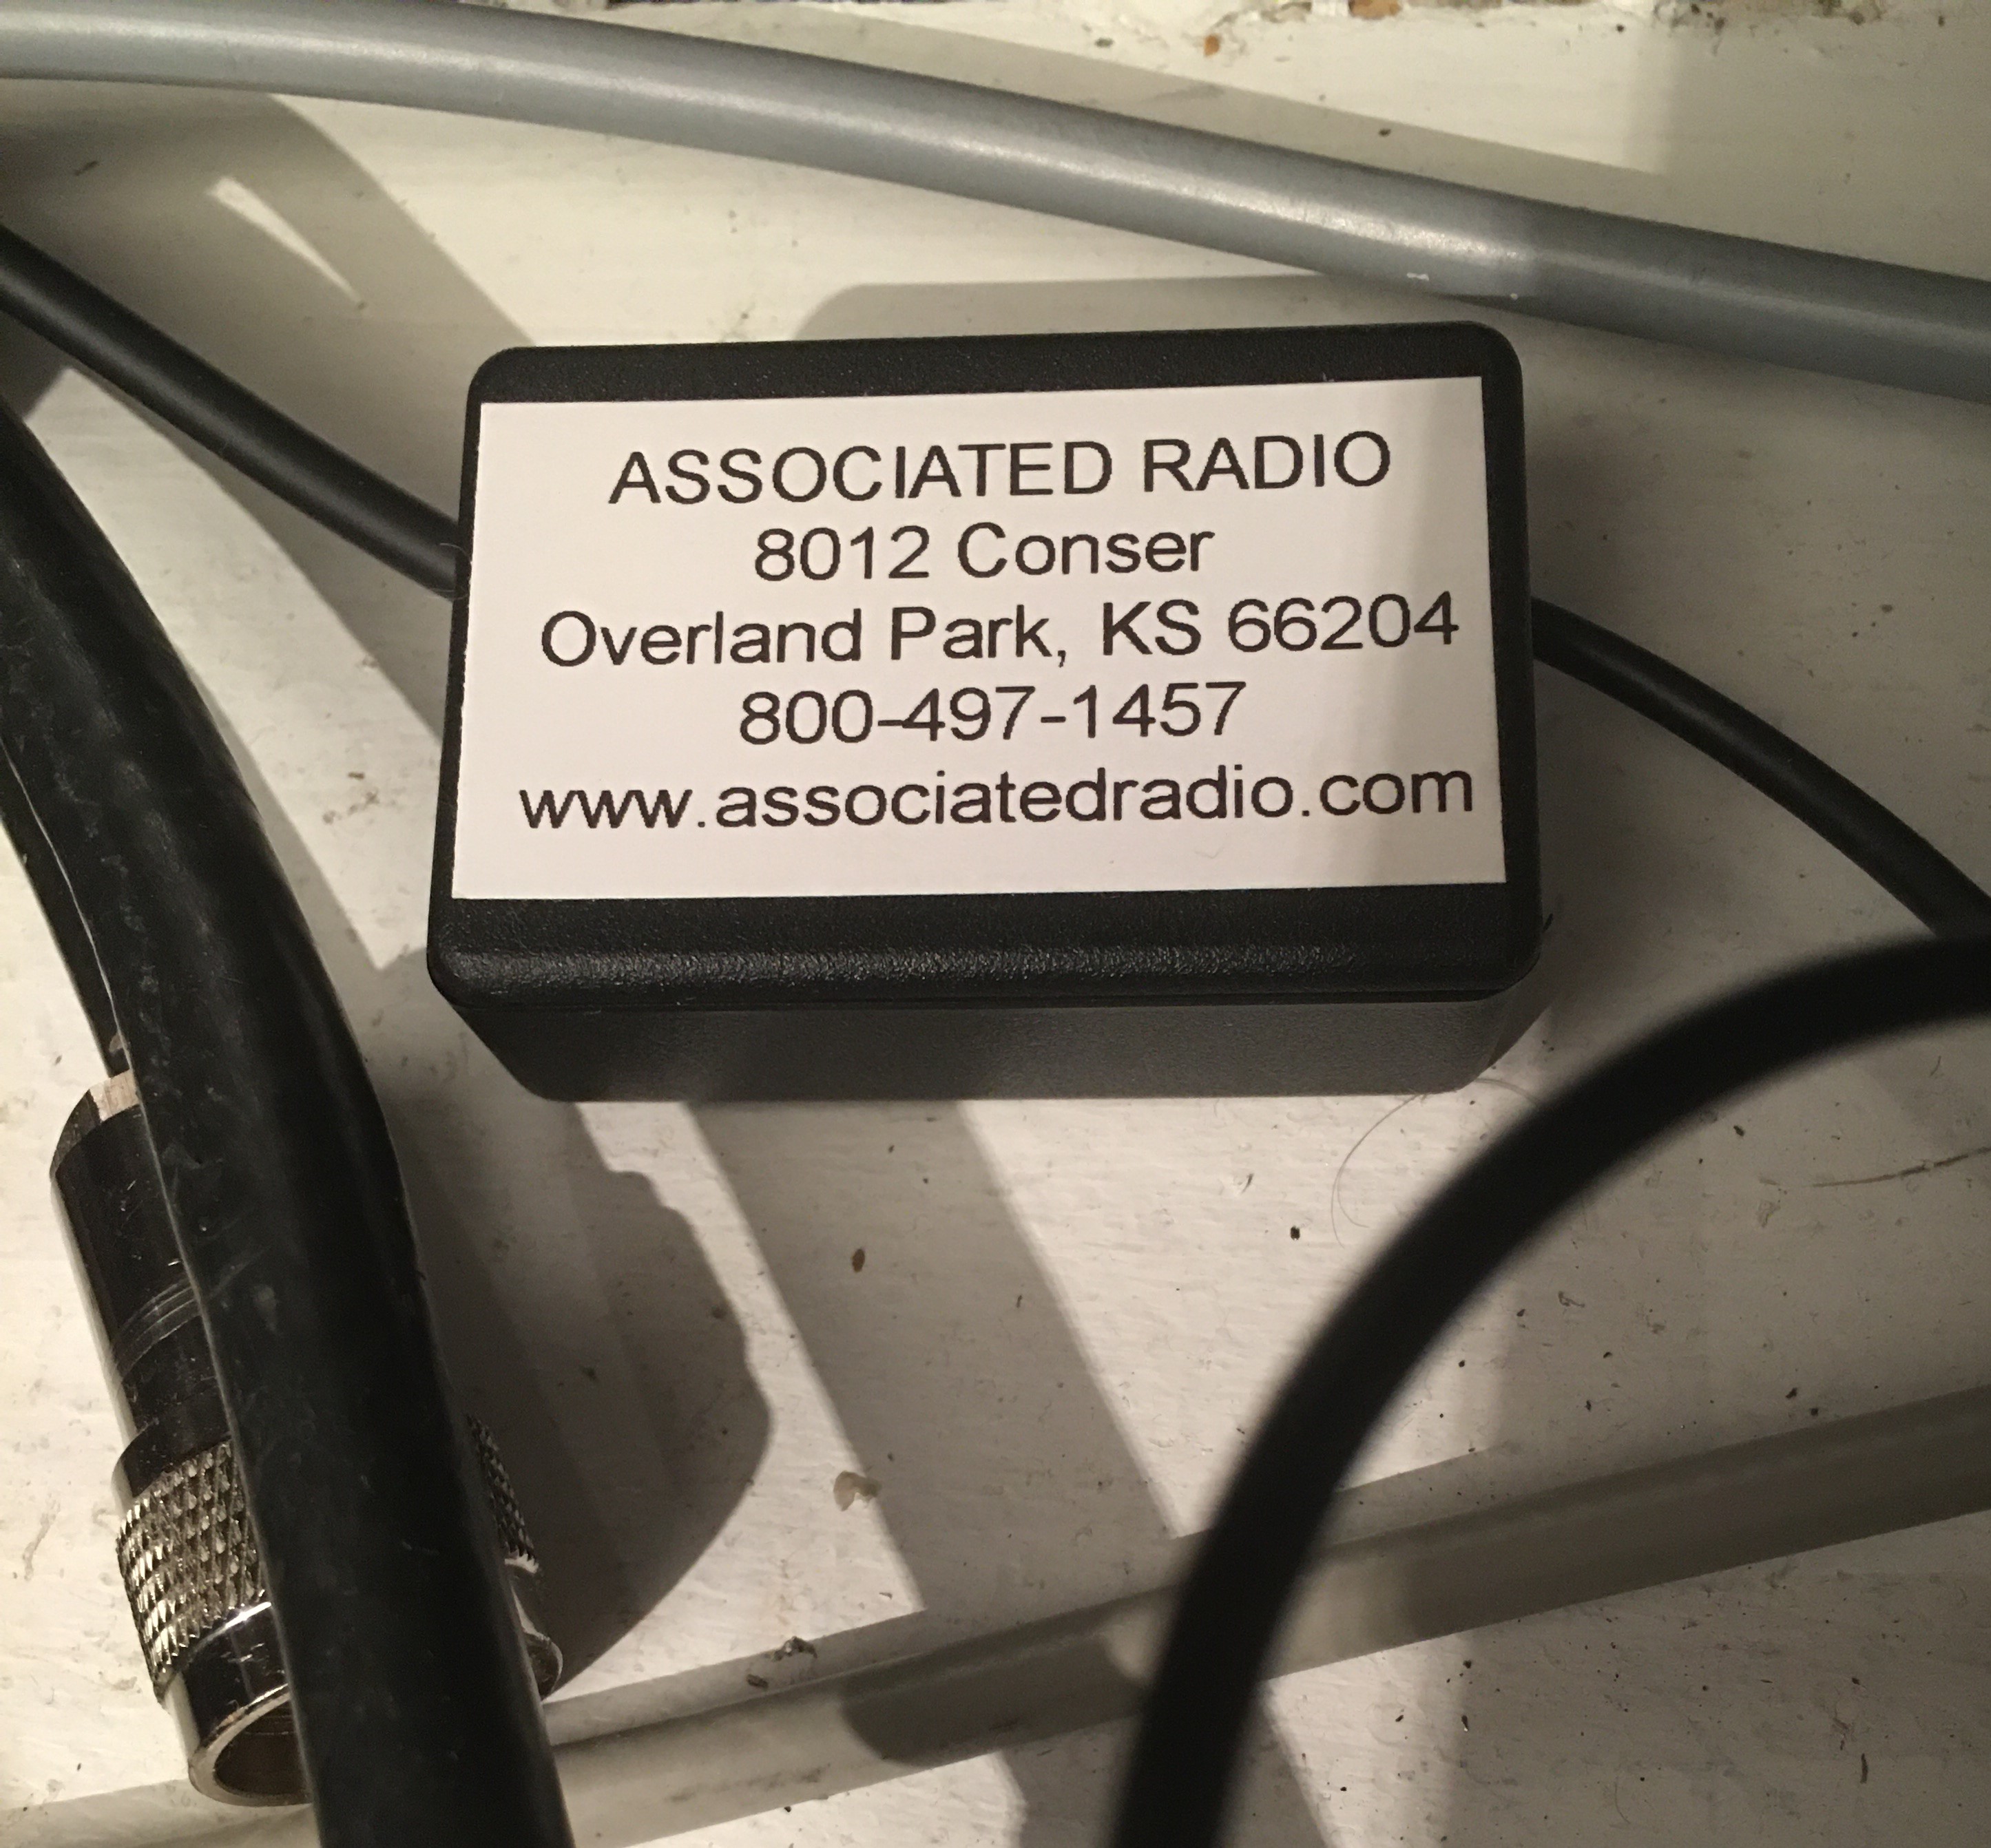 ASSOCIATED RADIO
8012 Conser
Overland Park, KS 66204
800-497-1457
www.associatedradio.com